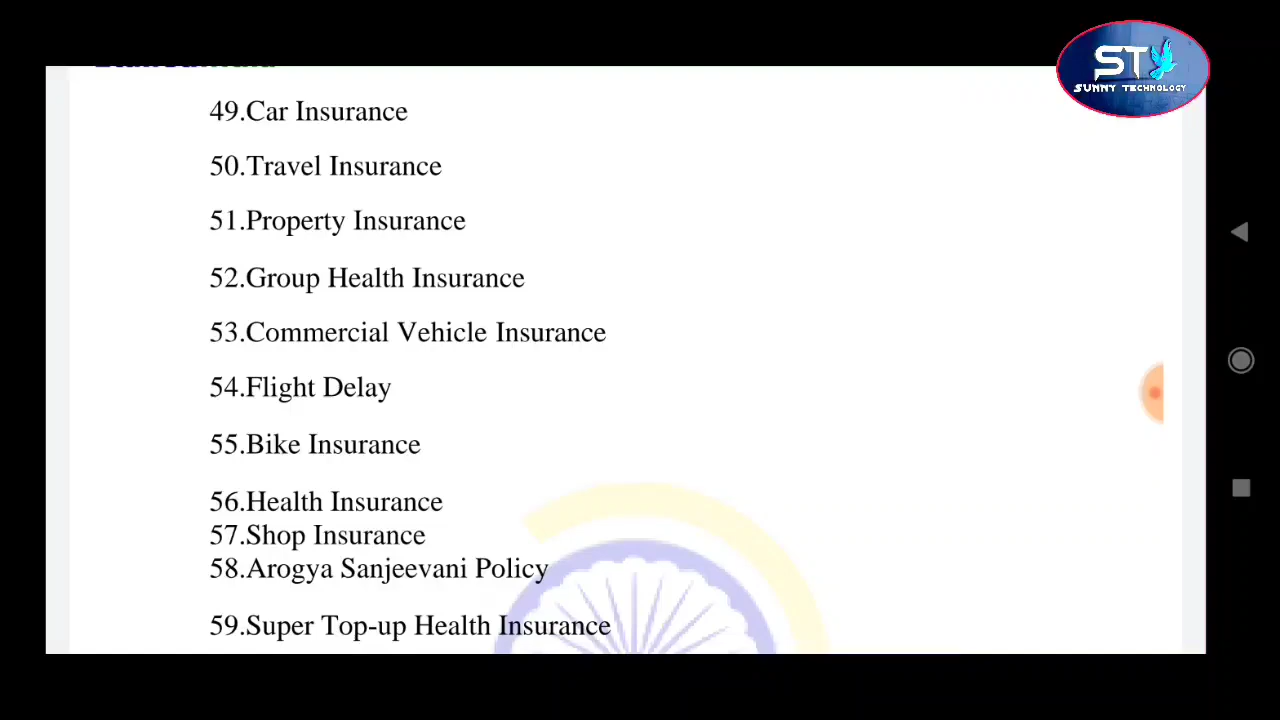 ST
SUNNY TECHNOLOGY
49.Car Insurance
50.Travel Insurance
51.Property Insurance
52.Group Health Insurance
53.Commercial Vehicle Insurance
54.Flight Delay
55.Bike Insurance
56.Health Insurance
57.Shop Insurance
58.Arogya Sanjeevani Policy
59.Super Top-up Health Insurance